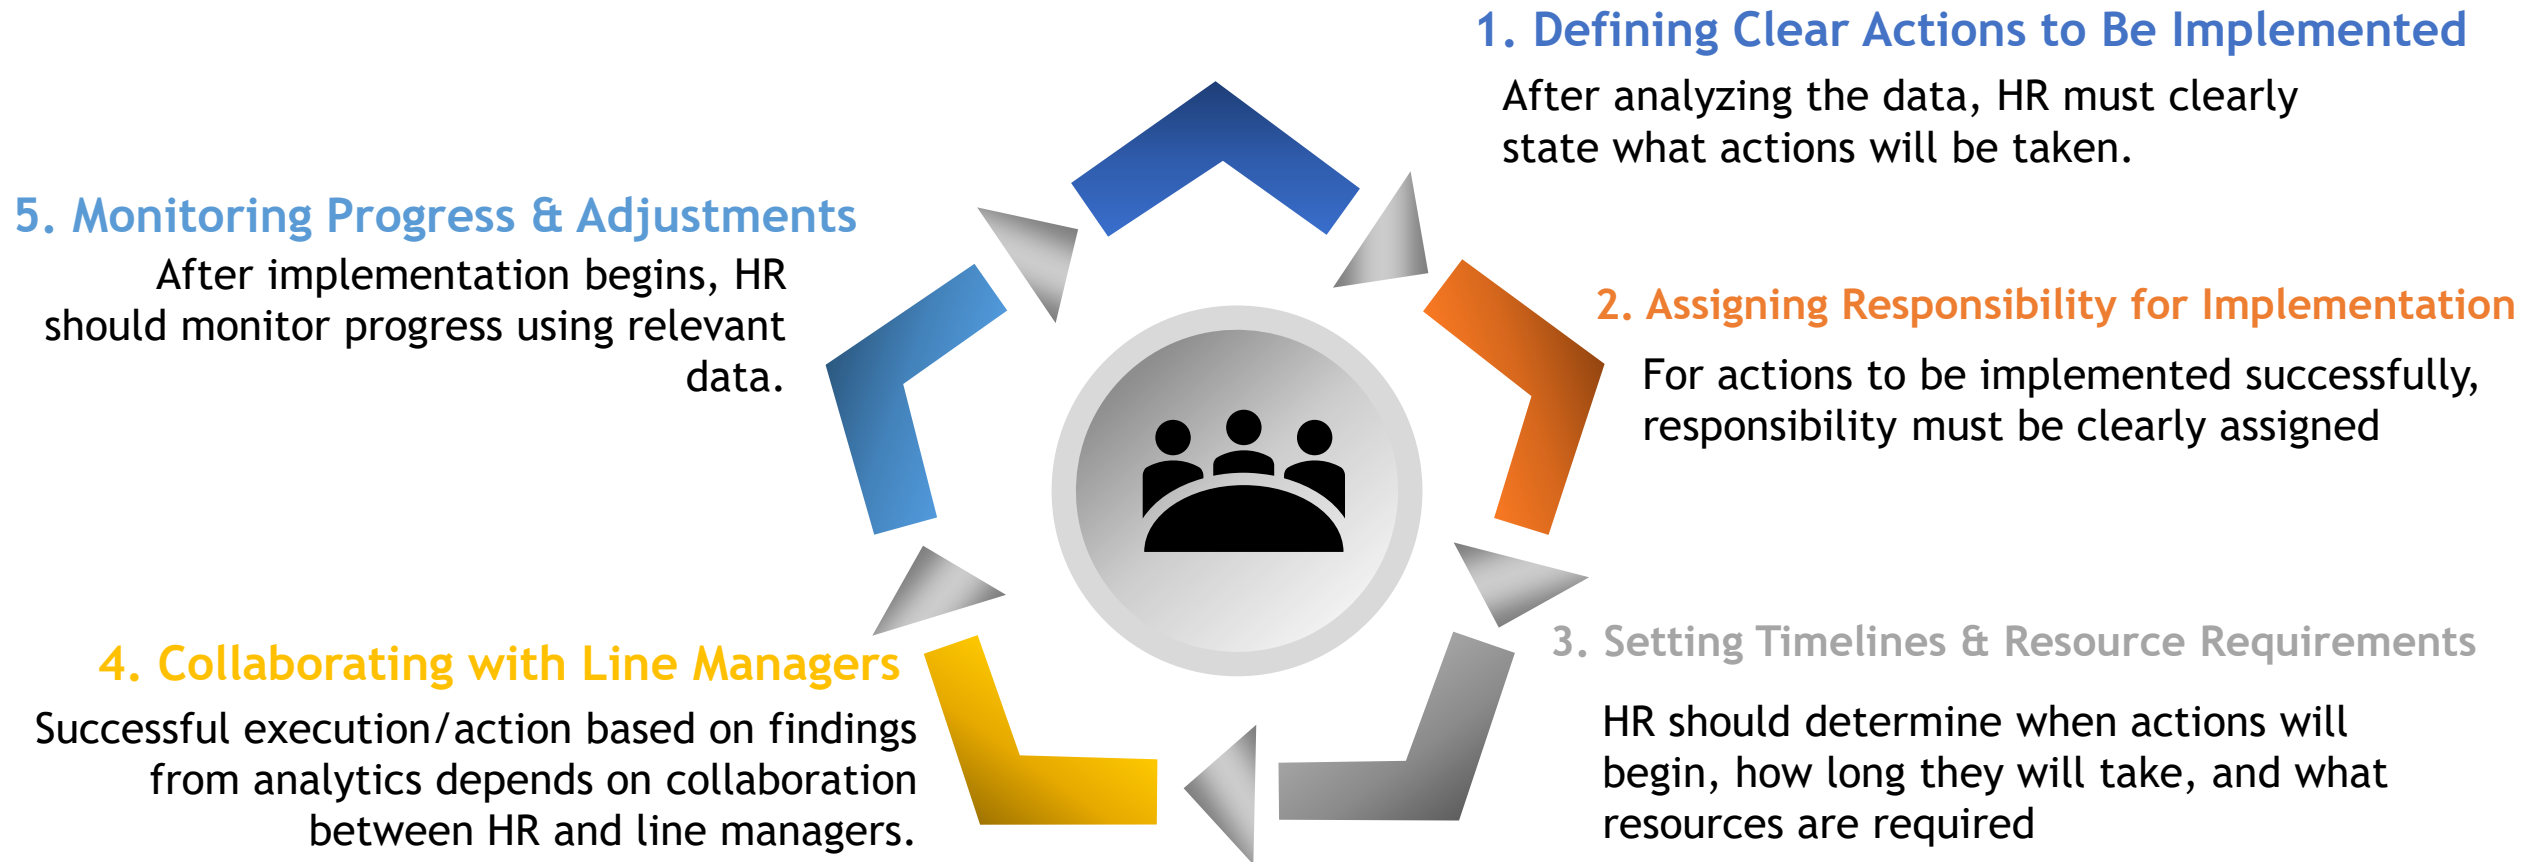 1. Defining Clear Actions to Be Implemented
After analyzing the data, HR must clearly
state what actions will be taken.
2. Assigning Responsibility for Implementation
For actions to be implemented successfully,
responsibility must be clearly assigned
3. Setting Timelines & Resource Requirements
HR should determine when actions will
begin, how long they will take, and what
resources are required
4. Collaborating with Line Managers
Successful execution/action based on findings
from analytics depends on collaboration
between HR and line managers.
5. Monitoring Progress & Adjustments
After implementation begins, HR
should monitor progress using relevant
data.